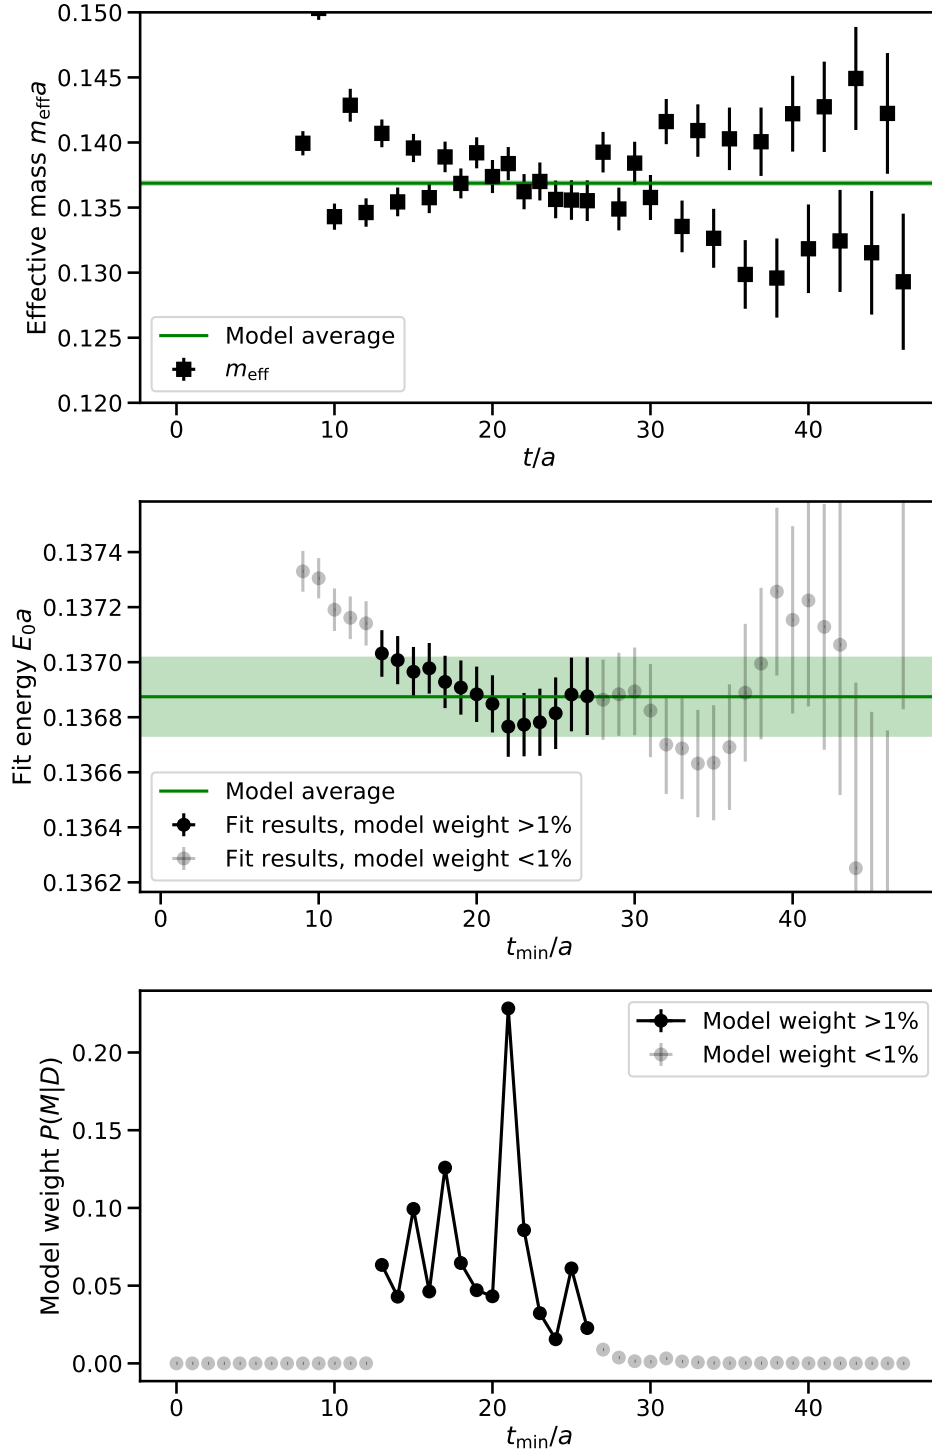 0.150
0.145
0.140
0.135
0.130
0.125
0.120
Effective mass m_eff a
Model average
m_eff
0 10 20 30 40
t/a
0.1374
0.1372
0.1370
0.1368
0.1366
0.1364
0.1362
Fit energy E_0 a
Model average
Fit results, model weight >1%
Fit results, model weight <1%
0 10 20 30 40
t_min/a
0.20
0.15
0.10
0.05
0.00
Model weight P(M|D)
Model weight >1%
Model weight <1%
0 10 20 30 40
t_min/a